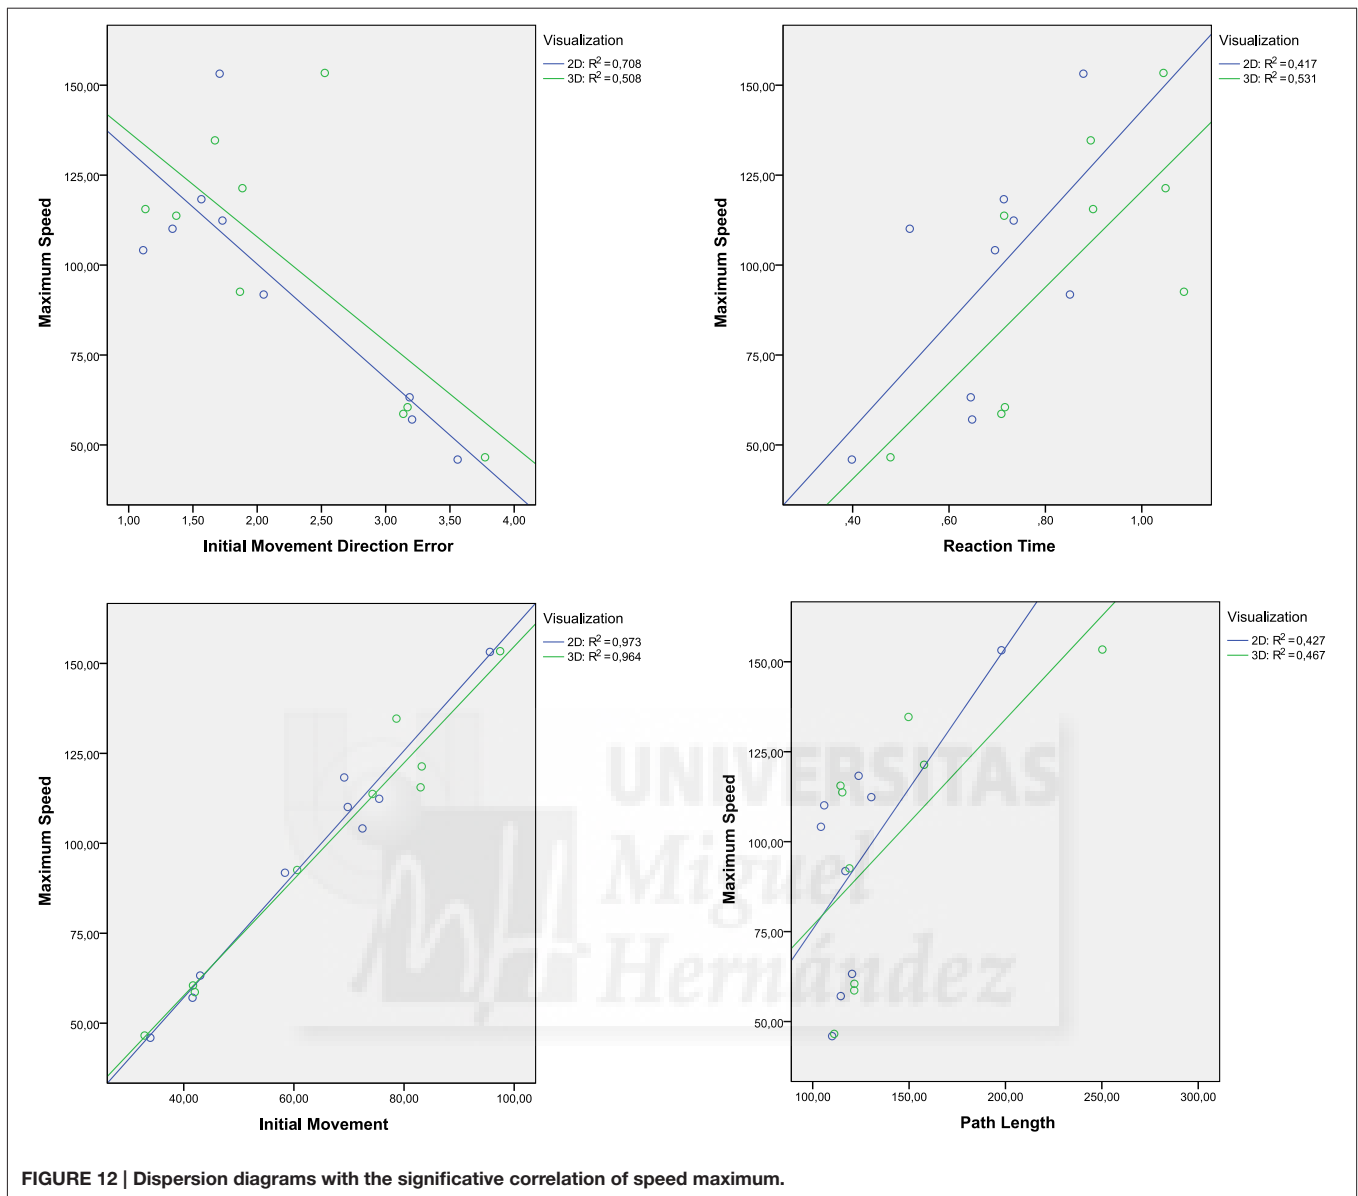 Visualization
2D: R² =0,708
3D: R² =0,508
150,00
125,00
100,00
75,00
50,00
Maximum Speed
1,00 1,50 2,00 2,50 3,00 3,50 4,00
Initial Movement Direction Error
Visualization
2D: R² =0,417
3D: R² =0,531
150,00
125,00
100,00
75,00
50,00
Maximum Speed
,40 ,60 ,80 1,00
Reaction Time
Visualization
2D: R² =0,973
3D: R² =0,964
150,00
125,00
100,00
75,00
50,00
Maximum Speed
40,00 60,00 80,00 100,00
Initial Movement
Visualization
2D: R² =0,427
3D: R² =0,467
150,00
125,00
100,00
75,00
50,00
Maximum Speed
100,00 150,00 200,00 250,00 300,00
Path Length
UNIVERSITAS
Miguel
Hernández
FIGURE 12 | Dispersion diagrams with the significative correlation of speed maximum.